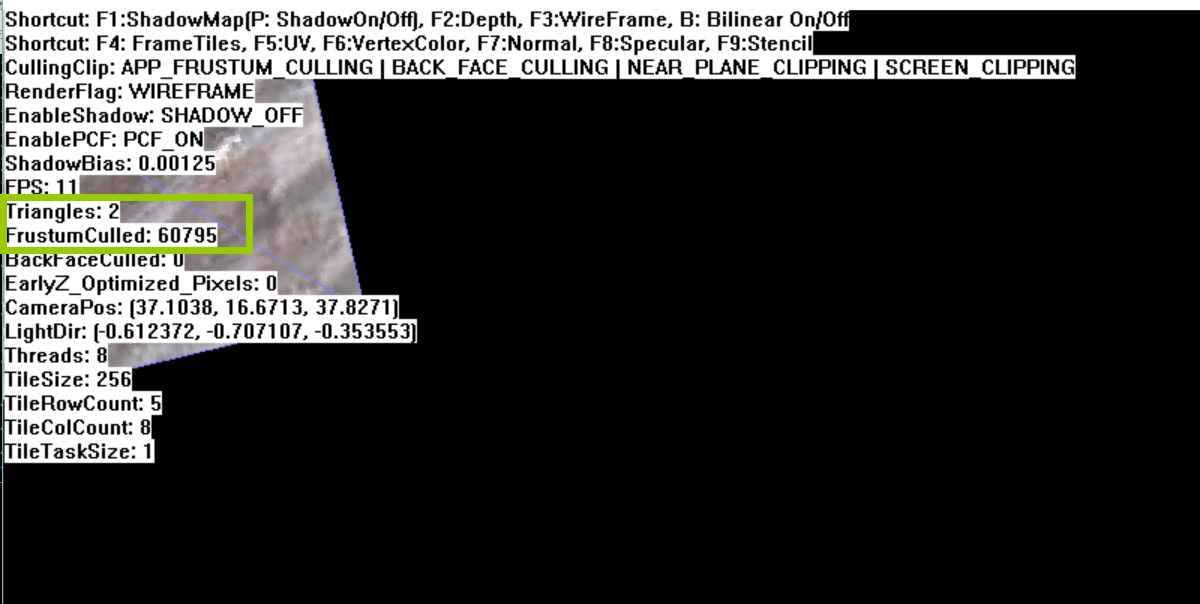 Shortcut: F1:ShadowMap(P: ShadowOn/Off), F2:Depth, F3:WireFrame, B: Bilinear On/Off
Shortcut: F4: FrameTiles, F5:UV, F6:VertexColor, F7:Normal, F8:Specular, F9:Stencil
CullingClip: APP_FRUSTUM_CULLING | BACK_FACE_CULLING | NEAR_PLANE_CLIPPING | SCREEN_CLIPPING
RenderFlag: WIREFRAME
EnableShadow: SHADOW_OFF
EnablePCF: PCF_ON
ShadowBias: 0.00125
FPS: 11
Triangles: 2
FrustumCulled: 60795
BackFaceCulled: 0
EarlyZ_Optimized_Pixels: 0
CameraPos: (37.1038, 16.6713, 37.8271)
LightDir: (-0.612372, -0.707107, -0.353553)
Threads: 8
TileSize: 256
TileRowCount: 5
TileColCount: 8
TileTaskSize: 1